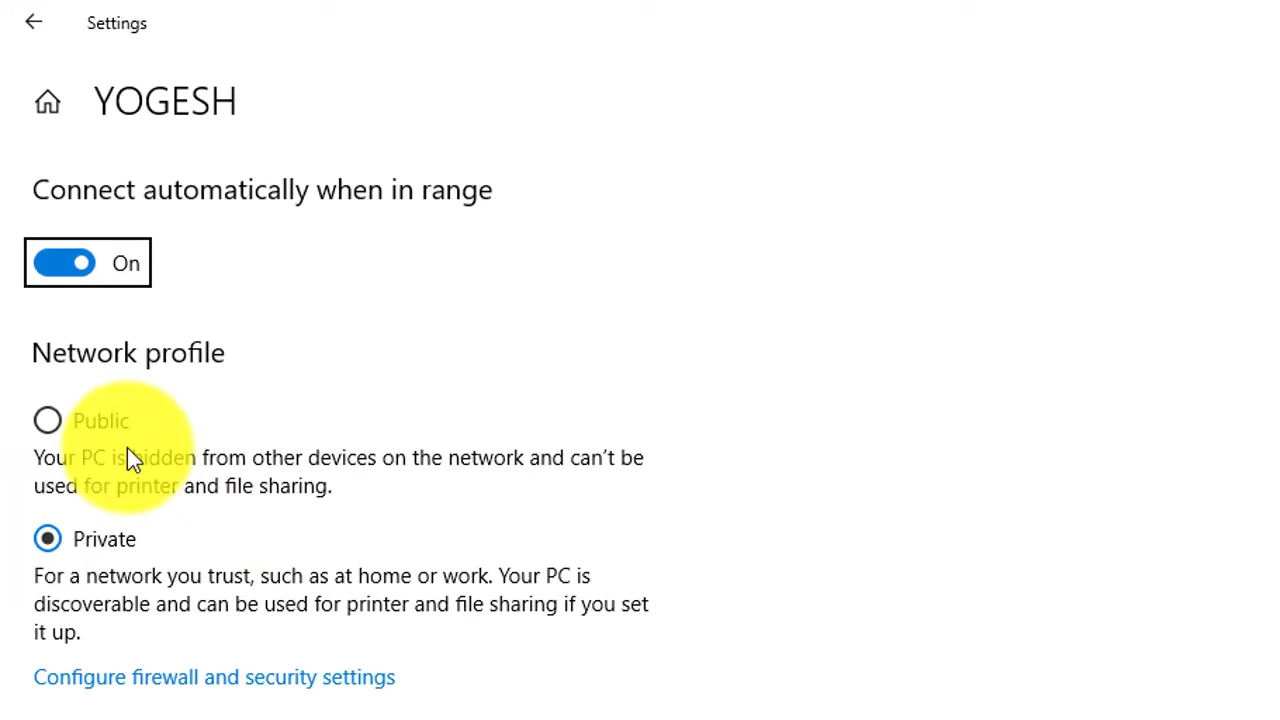 Settings
YOGESH
Connect automatically when in range
On
Network profile
Public
Your PC is hidden from other devices on the network and can’t be
used for printer and file sharing.
Private
For a network you trust, such as at home or work. Your PC is
discoverable and can be used for printer and file sharing if you set
it up.
Configure firewall and security settings